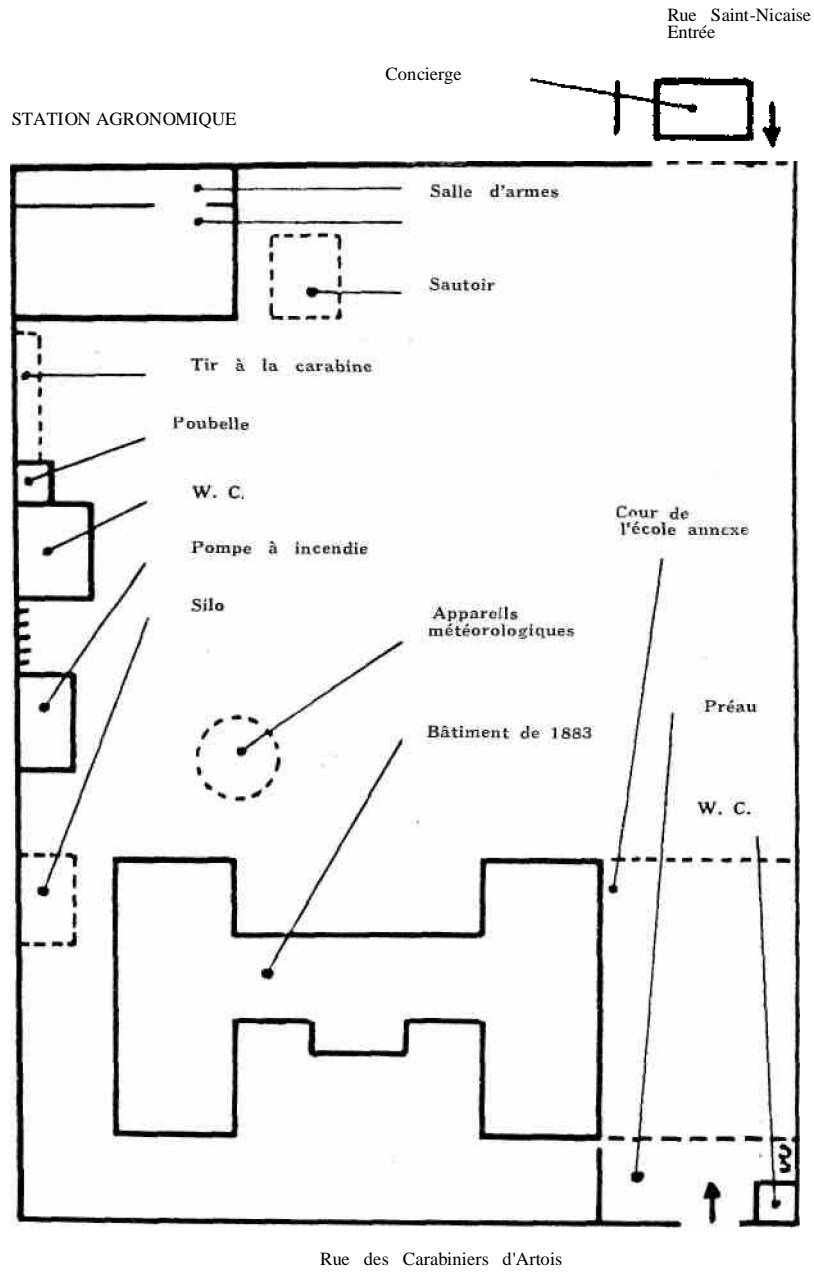 Rue Saint-Nicaise
Entrée
Concierge
STATION AGRONOMIQUE
Salle d'armes
Sautoir
Tir à la carabine
Poubelle
W. C.
Cour de
l'école annexe
Pompe à incendie
Silo
Appareils
météorologiques
Préau
Bâtiment de 1883
W. C.
Rue des Carabiniers d'Artois